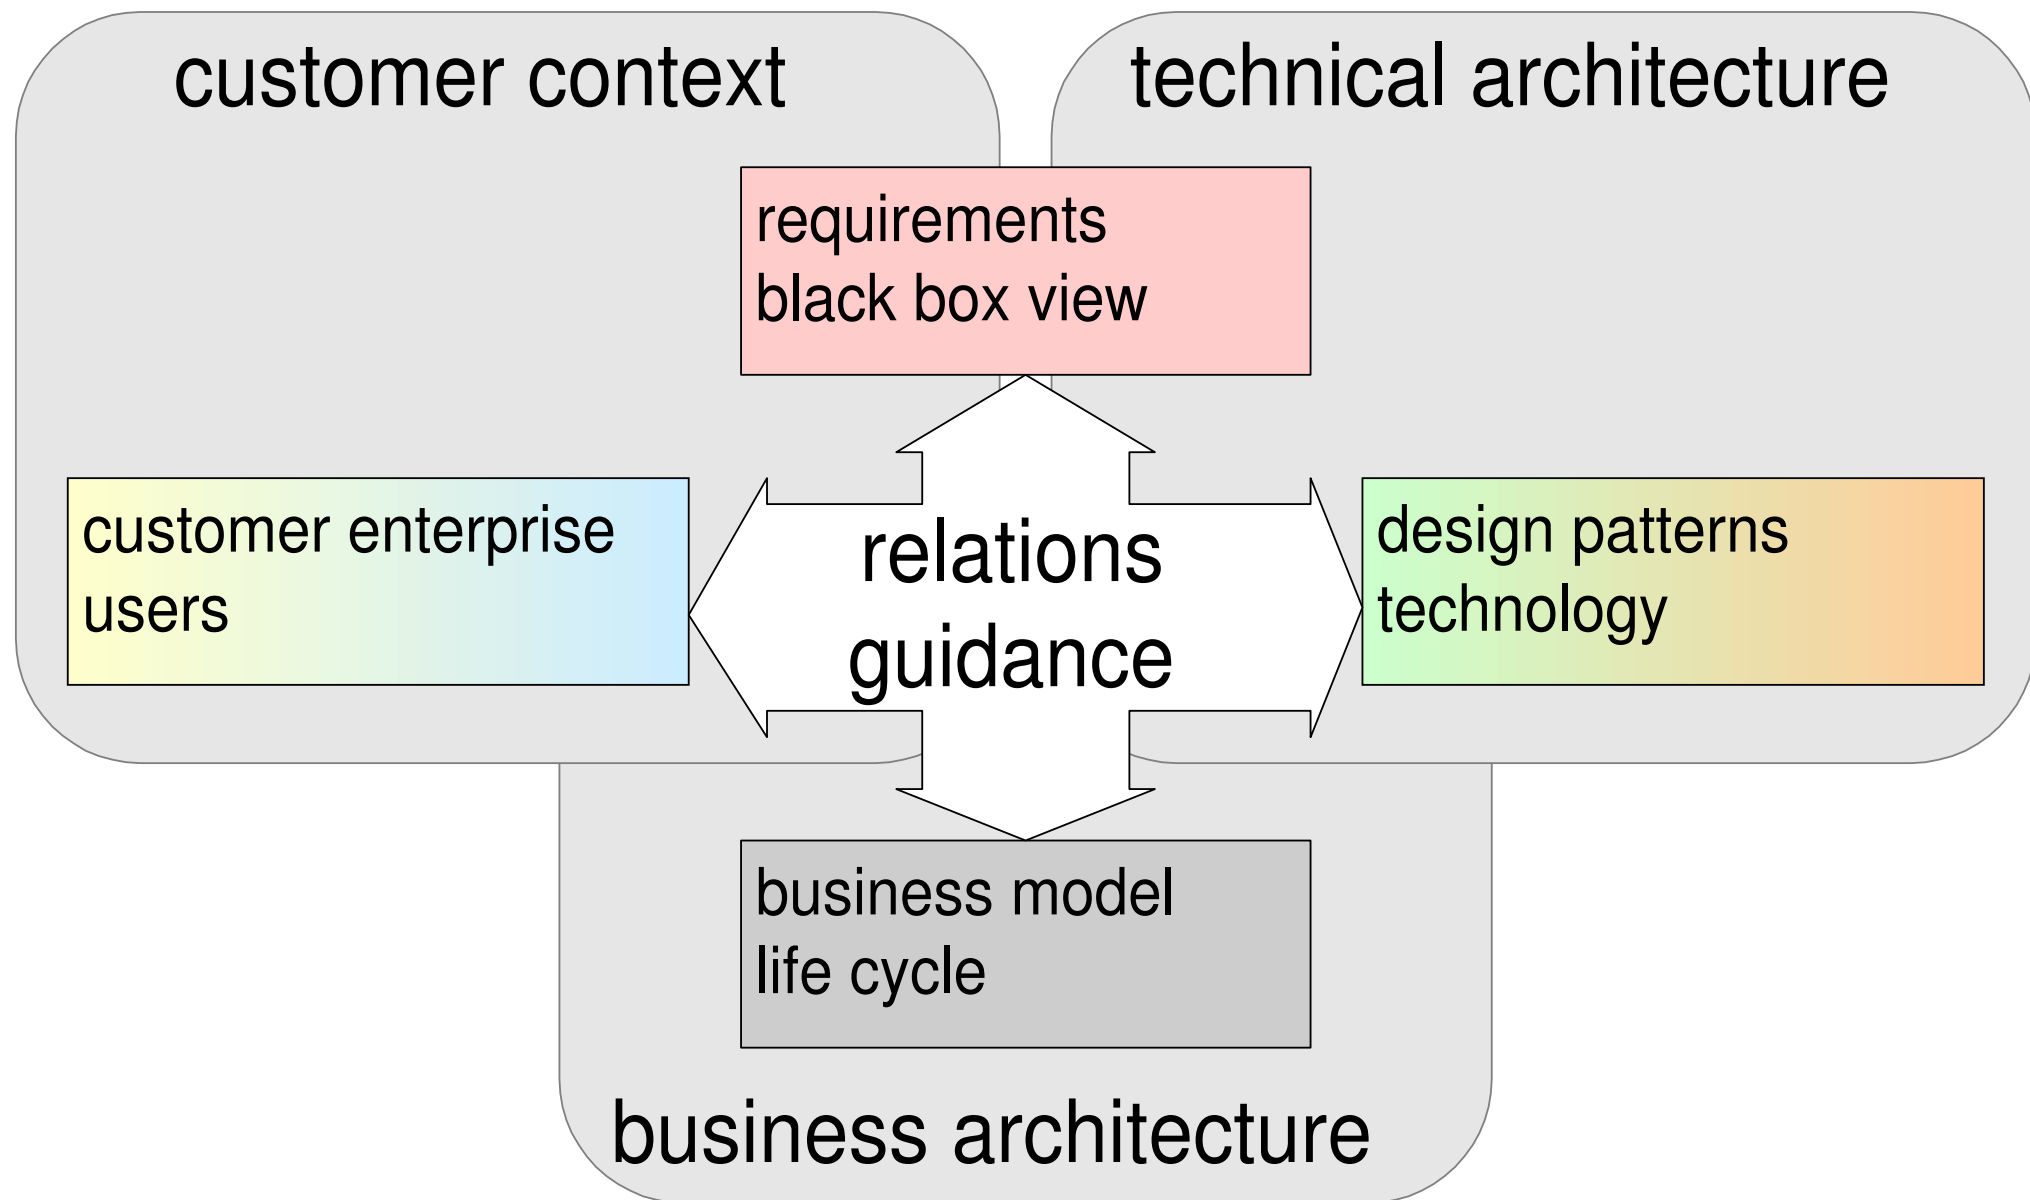 customer context
technical architecture
requirements
black box view
customer enterprise
users
relations
guidance
design patterns
technology
business model
life cycle
business architecture